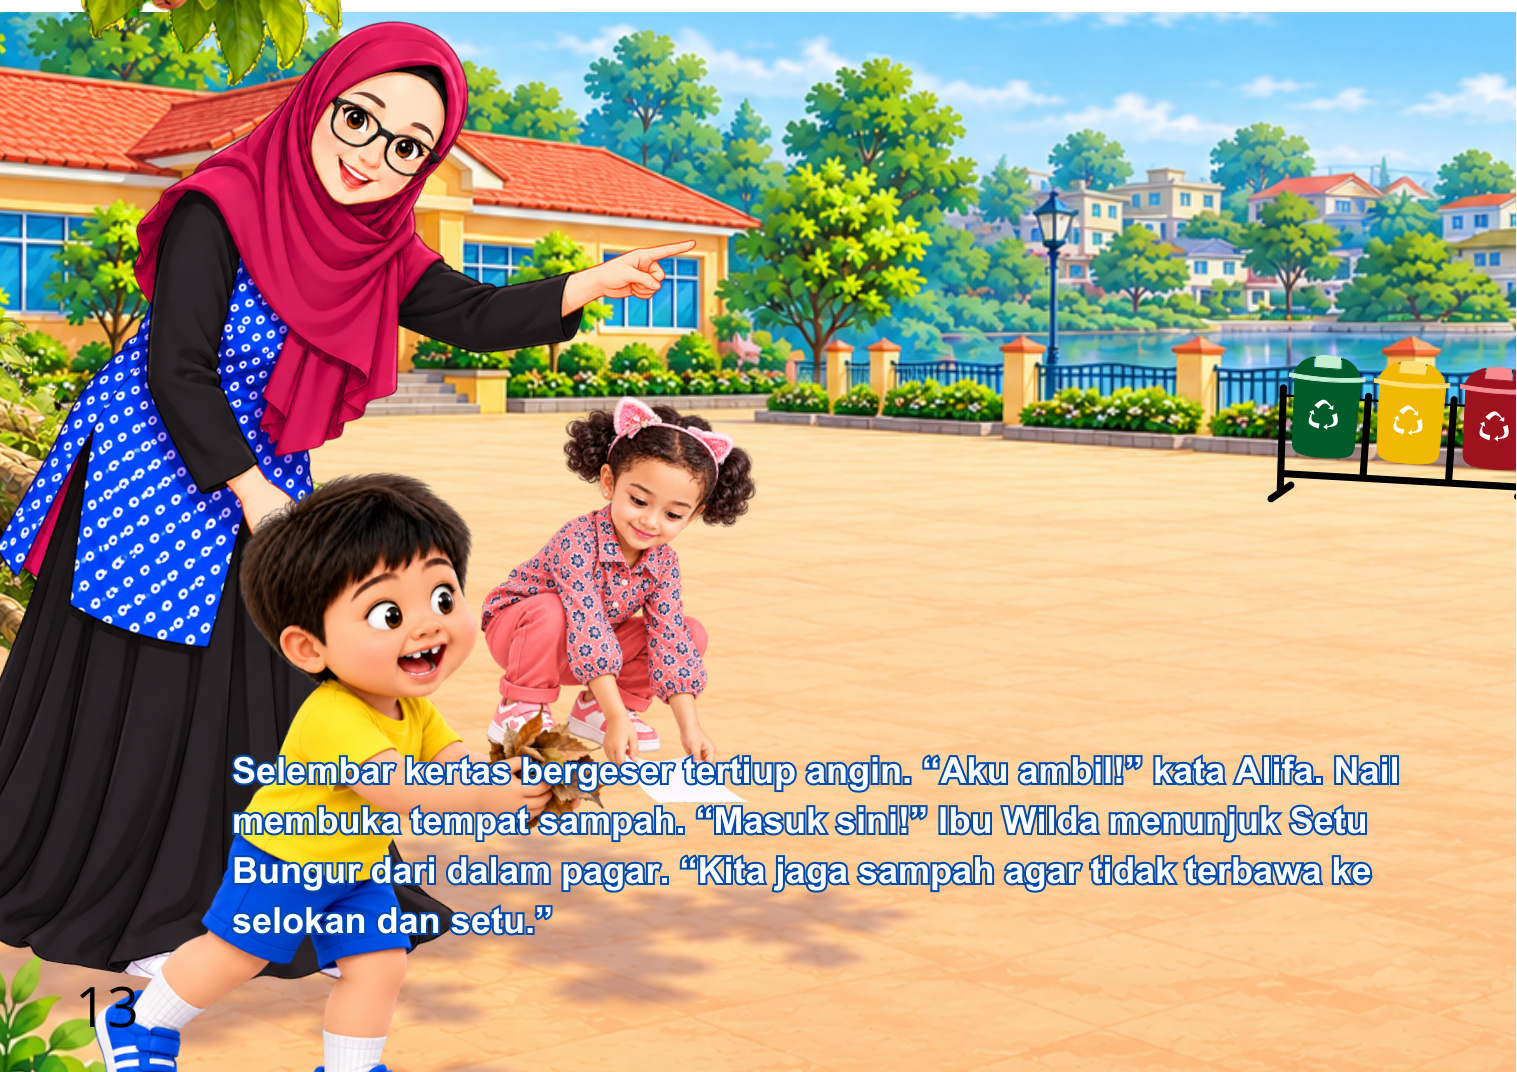 Selembar kertas bergeser tertiup angin. “Aku ambil!” kata Alifa. Nail
membuka tempat sampah. “Masuk sini!” Ibu Wilda menunjuk Setu
Bungur dari dalam pagar. “Kita jaga sampah agar tidak terbawa ke
selokan dan setu.”
13